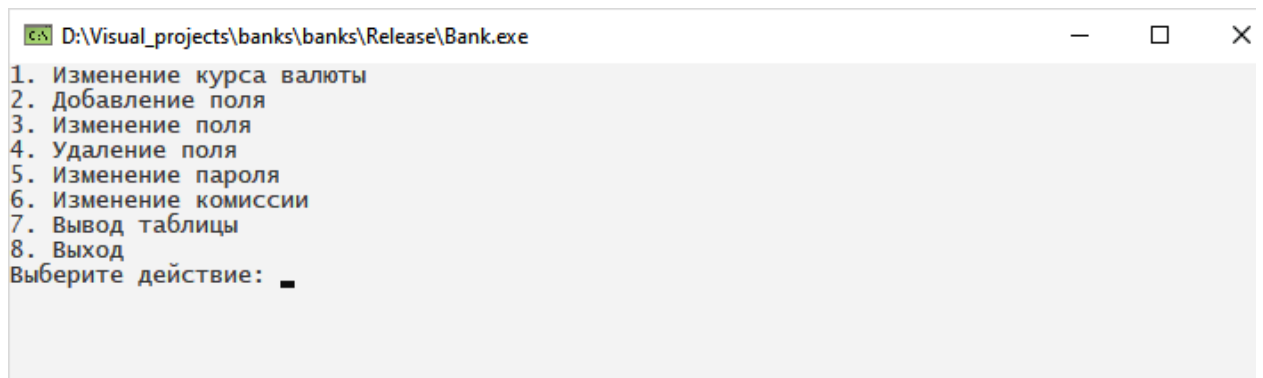 D:\Visual_projects\banks\banks\Release\Bank.exe
1. Изменение курса валюты
2. Добавление поля
3. Изменение поля
4. Удаление поля
5. Изменение пароля
6. Изменение комиссии
7. Вывод таблицы
8. Выход
Выберите действие: